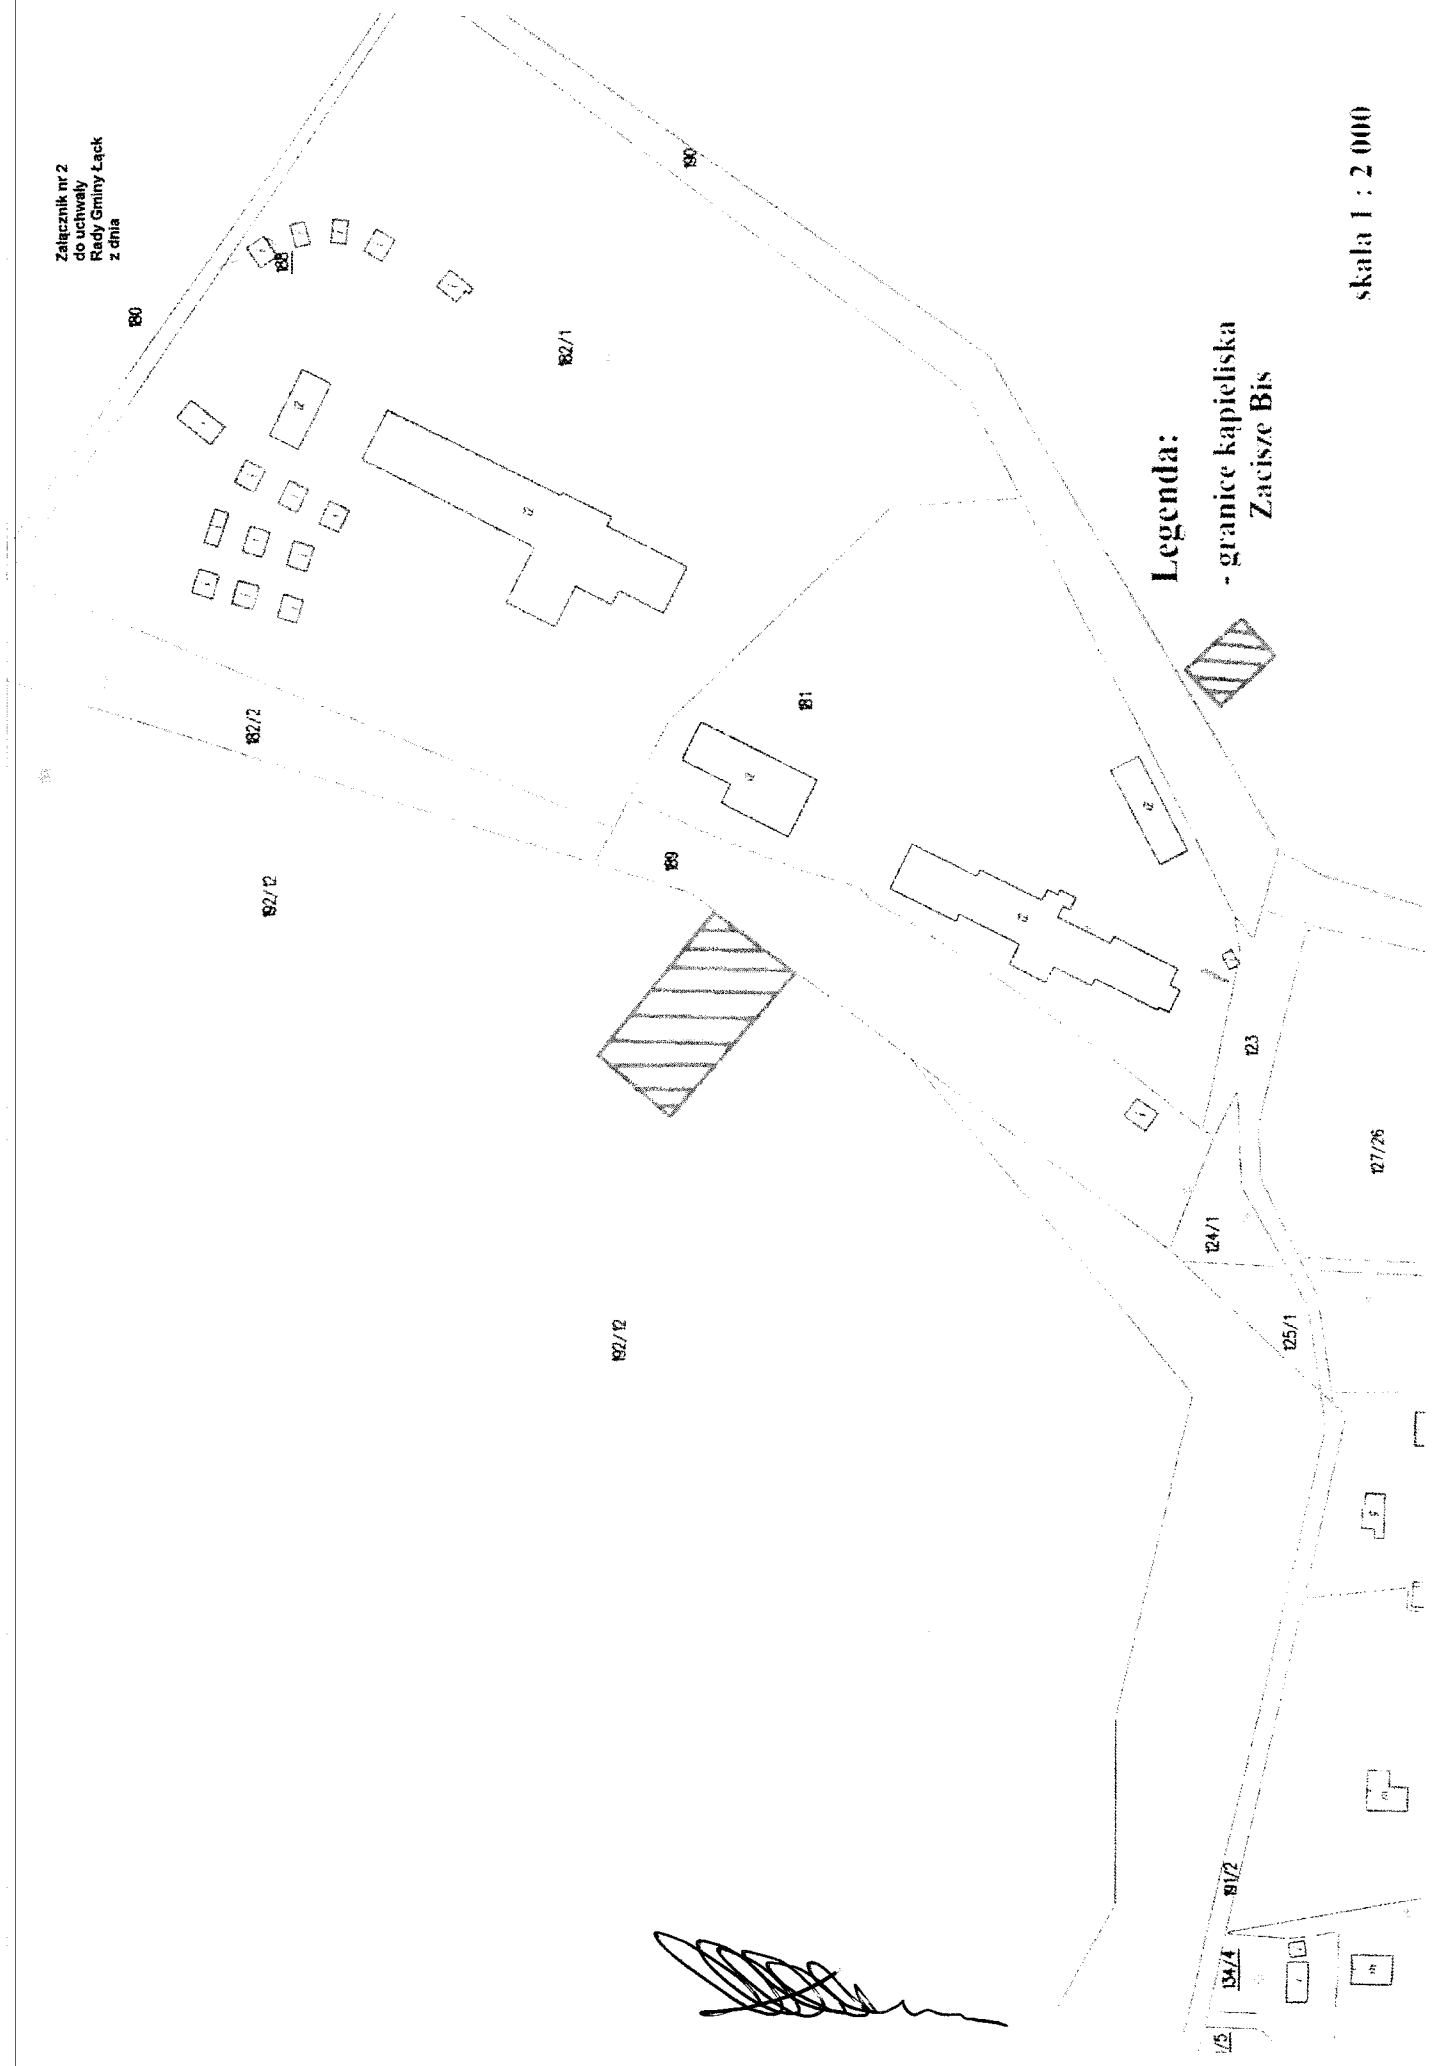 Załącznik nr 2
do uchwały
Rady Gminy Łąck
z dnia
180
188
190
182/1
182/2
192/12
189
181
Legenda:
- granice kąpieliska
Zacisze Bis
skala 1 : 2 000
123
127/26
124/1
125/1
192/12
191/2
134/4
/5